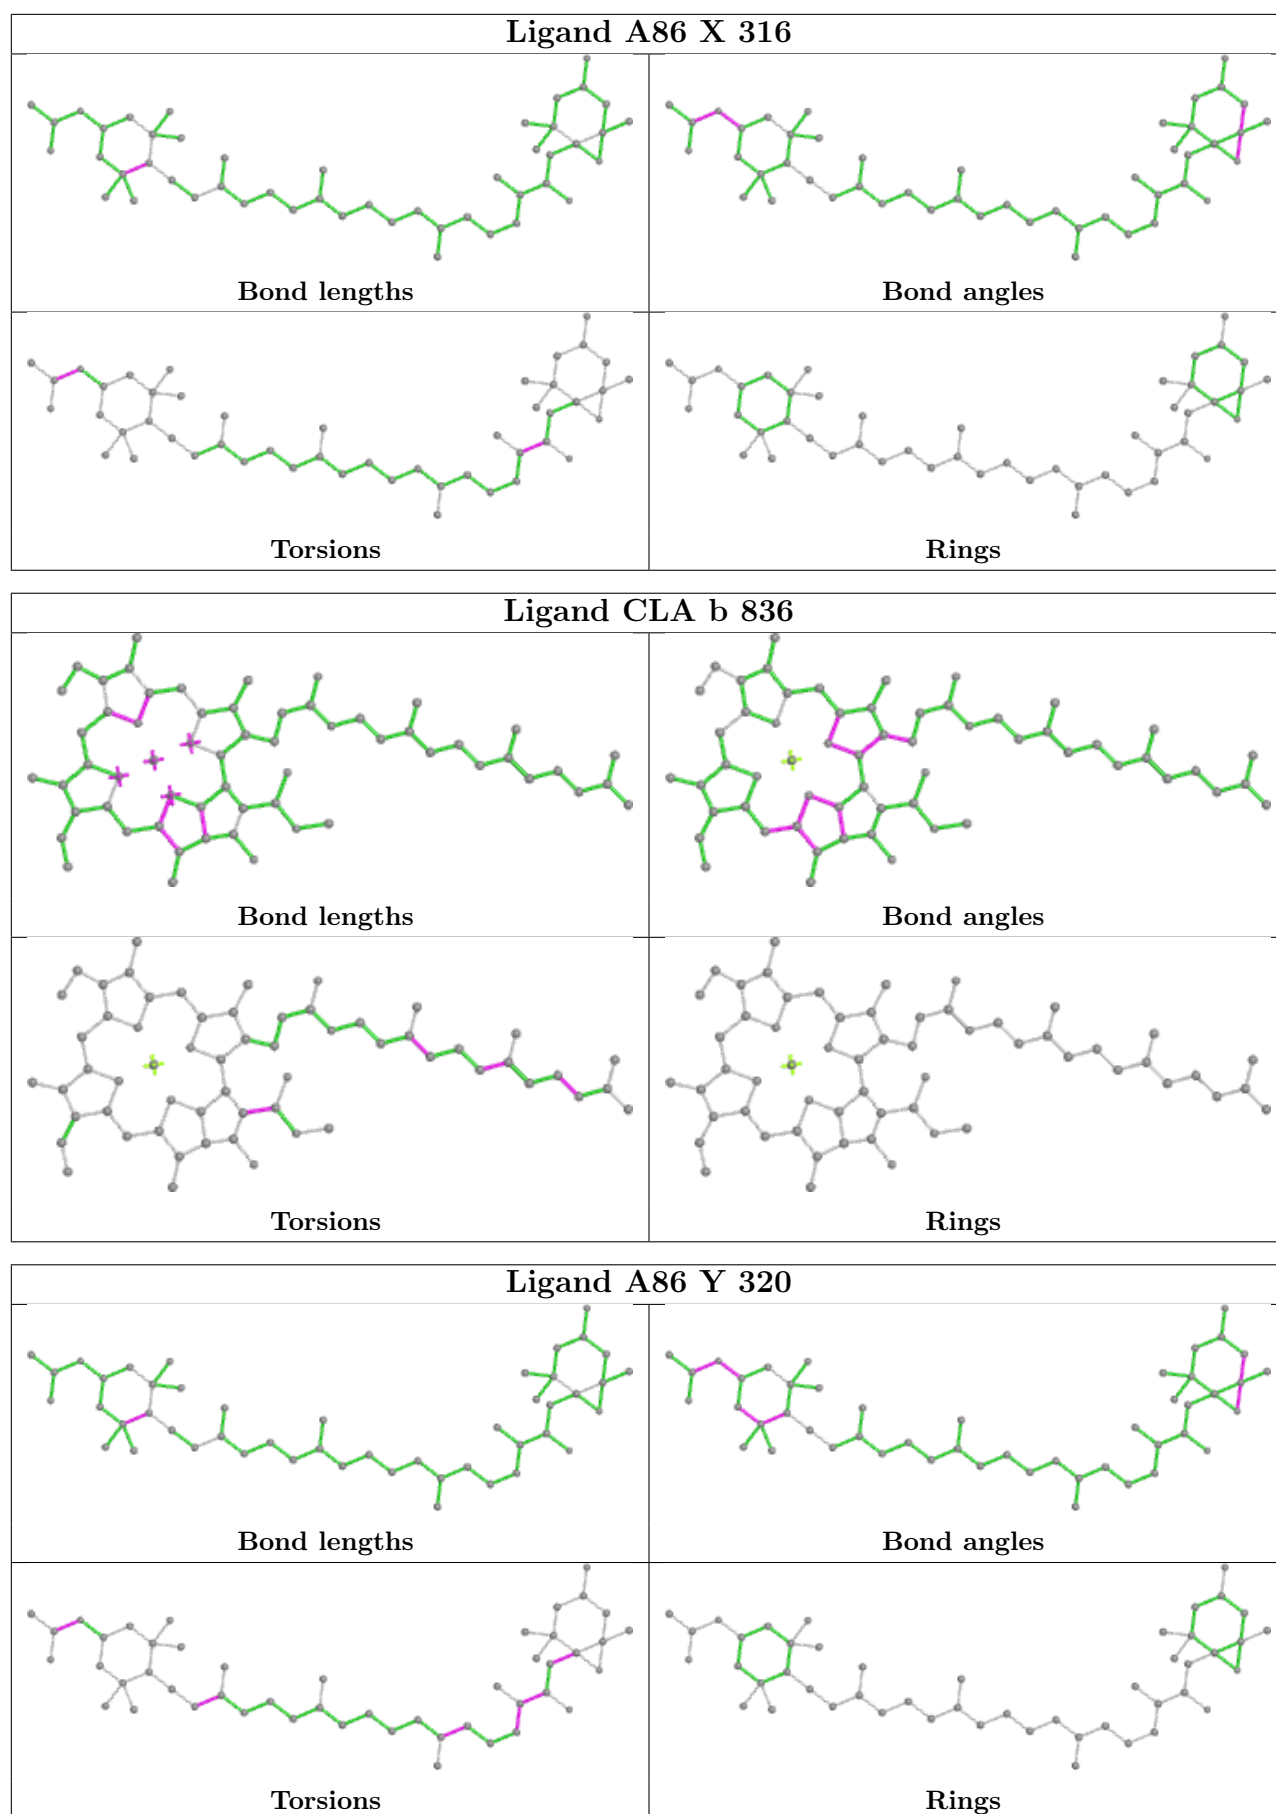 Ligand A86 X 316
Bond lengths
Bond angles
Torsions
Rings
Ligand CLA b 836
Bond lengths
Bond angles
Torsions
Rings
Ligand A86 Y 320
Bond lengths
Bond angles
Torsions
Rings